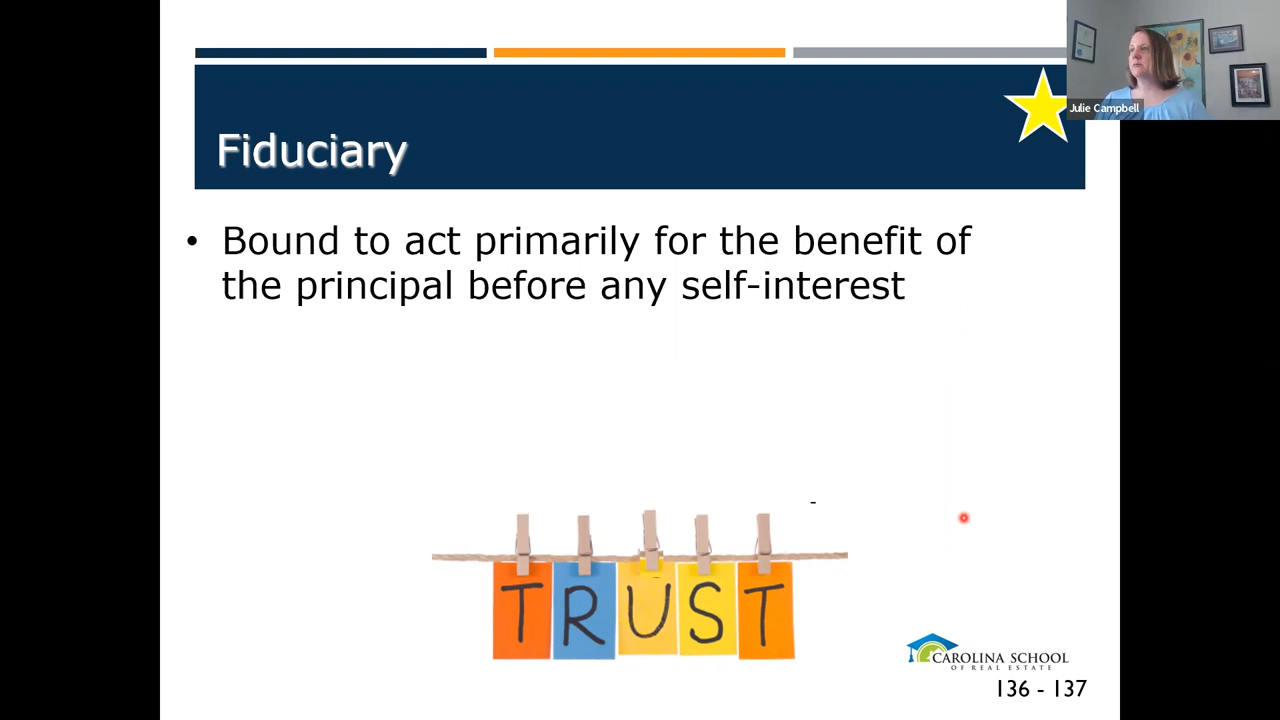 Julie Campbell
Fiduciary
• Bound to act primarily for the benefit of
the principal before any self-interest
-
TRUST
CAROLINA SCHOOL
OF REAL ESTATE
136 - 137